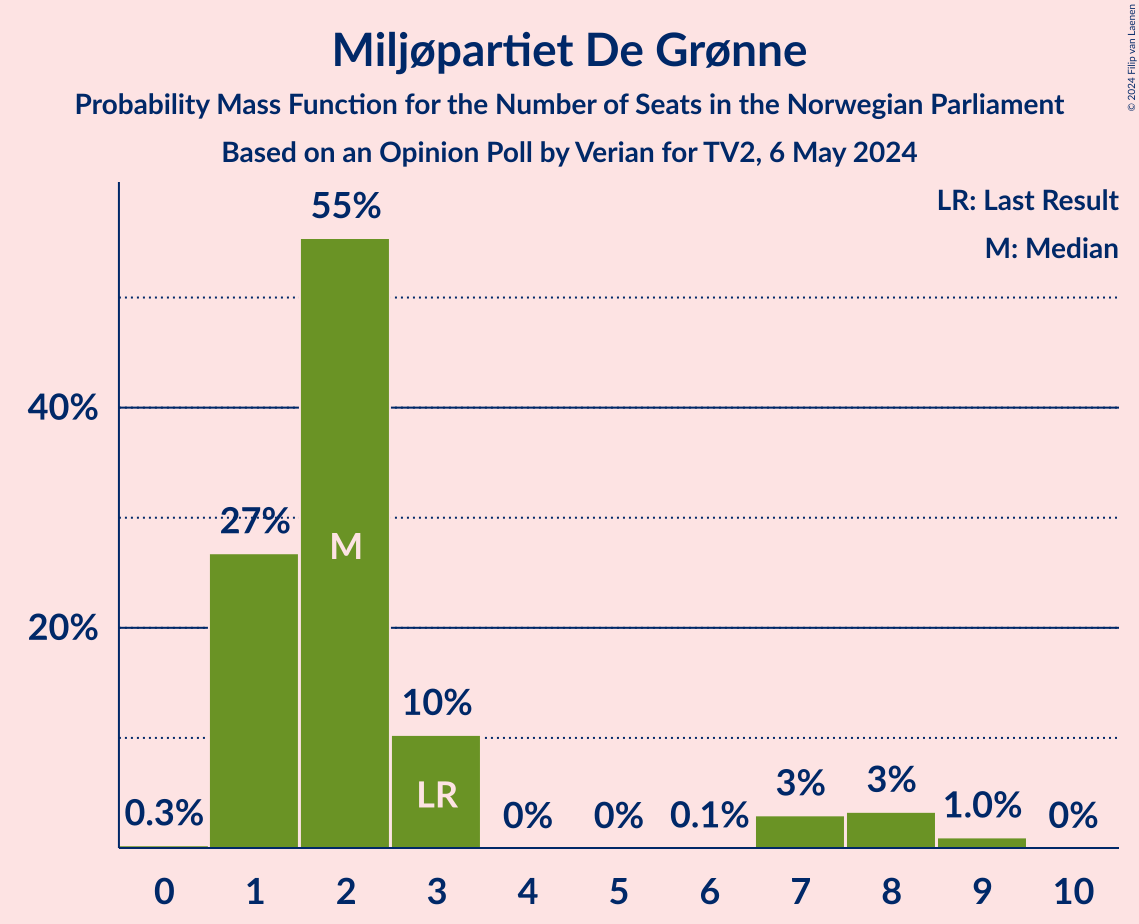 Miljøpartiet De Grønne
Probability Mass Function for the Number of Seats in the Norwegian Parliament
Based on an Opinion Poll by Verian for TV2, 6 May 2024
© 2024 Filip van Laenen
LR: Last Result
M: Median
55%
40%
27%
M
20%
10%
LR
0.3%
0%
0%
0.1%
3%
3%
1.0%
0%
0 1 2 3 4 5 6 7 8 9 10